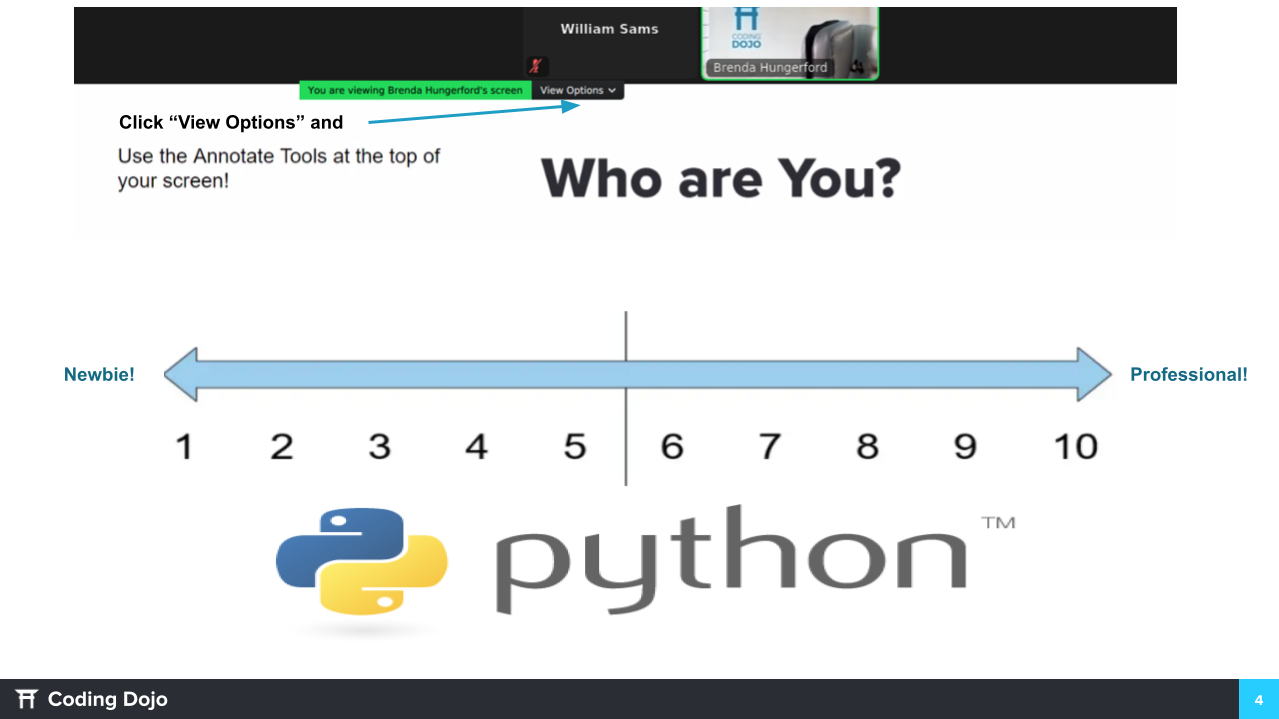 William Sams
CODING
DOJO
Brenda Hungerford
You are viewing Brenda Hungerford's screen
View Options
Click “View Options” and
Use the Annotate Tools at the top of
your screen!
Who are You?
Newbie!
Professional!
1 2 3 4 5 6 7 8 9 10
python™
Coding Dojo
4